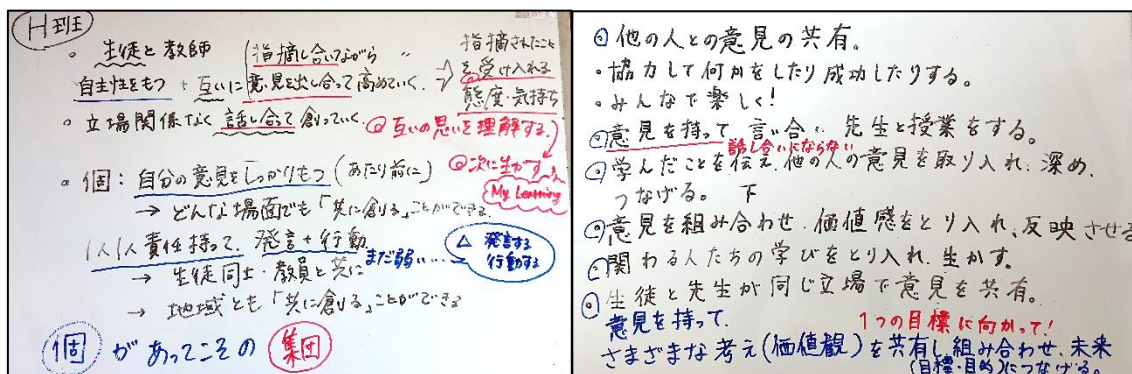 H班
・生徒と教師
指摘し合いながら
自主性をもつ + 互いに 意見を出し合って高めていく。
指摘されたこと
を受け入れる
態度・気持ち
・立場関係なく 話し合って創っていく。
◎互いの思いを理解する
◎次に生かす
My Learning
・個:自分の意見をしっかりもつ(あたり前に)
→ どんな場面でも「共に創る」ことができる。
1人1人責任持って、発言+行動
まだ弱い…
△ 発言する
行動する
→ 生徒同士・教員と共に
→ 地域とも「共に創る」ことができる
個 があってこその 集団
◎他の人との意見の共有。
・協力して何かをしたり成功したりする。
・みんなで楽しく!
意見を持って 言い合い 先生と授業をする。
話し合いにならない
学んだことを伝え、他の人の意見を取り入れ、深め、
つなげる。 下
意見を組み合わせ、価値感をとり入れ、反映させる
関わる人たちの学びをとり入れ、生かす。
生徒と先生が同じ立場で意見を共有。
意見を持って、
1つの目標に向かって!
さまざまな考え(価値観)を共有し組み合わせ、未来
(目標・目的)につなげる。